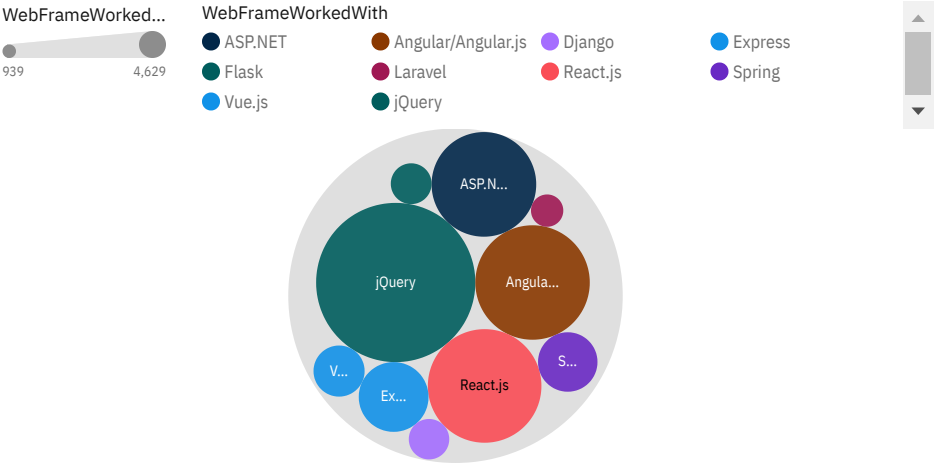 WebFrameWorked...
939
4,629
WebFrameWorkedWith
ASP.NET
Angular/Angular.js
Django
Express
Flask
Laravel
React.js
Spring
Vue.js
jQuery
ASP.N...
jQuery
Angula...
S...
V...
Ex...
React.js